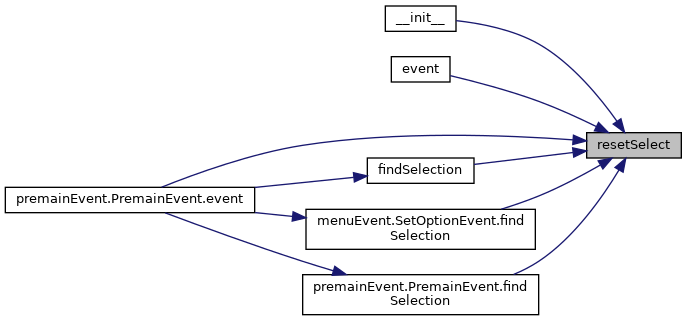 __init__
event
resetSelect
findSelection
premainEvent.PremainEvent.event
menuEvent.SetOptionEvent.find
Selection
premainEvent.PremainEvent.find
Selection